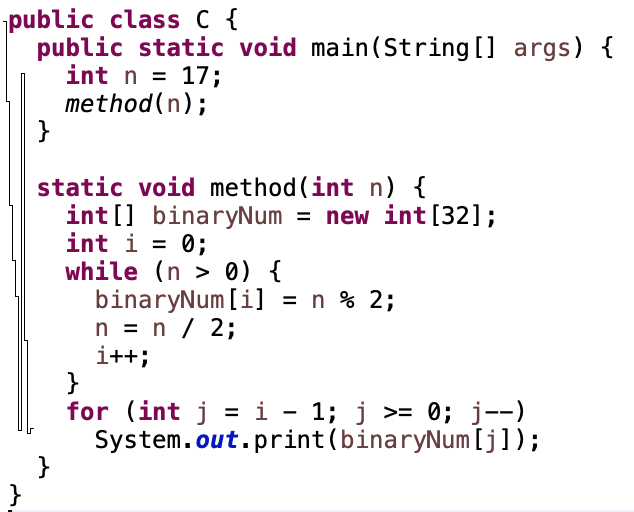 public class C {
  public static void main(String[] args) {
    int n = 17;
    method(n);
  }

  static void method(int n) {
    int[] binaryNum = new int[32];
    int i = 0;
    while (n > 0) {
      binaryNum[i] = n % 2;
      n = n / 2;
      i++;
    }
    for (int j = i - 1; j >= 0; j--)
      System.out.print(binaryNum[j]);
  }
}